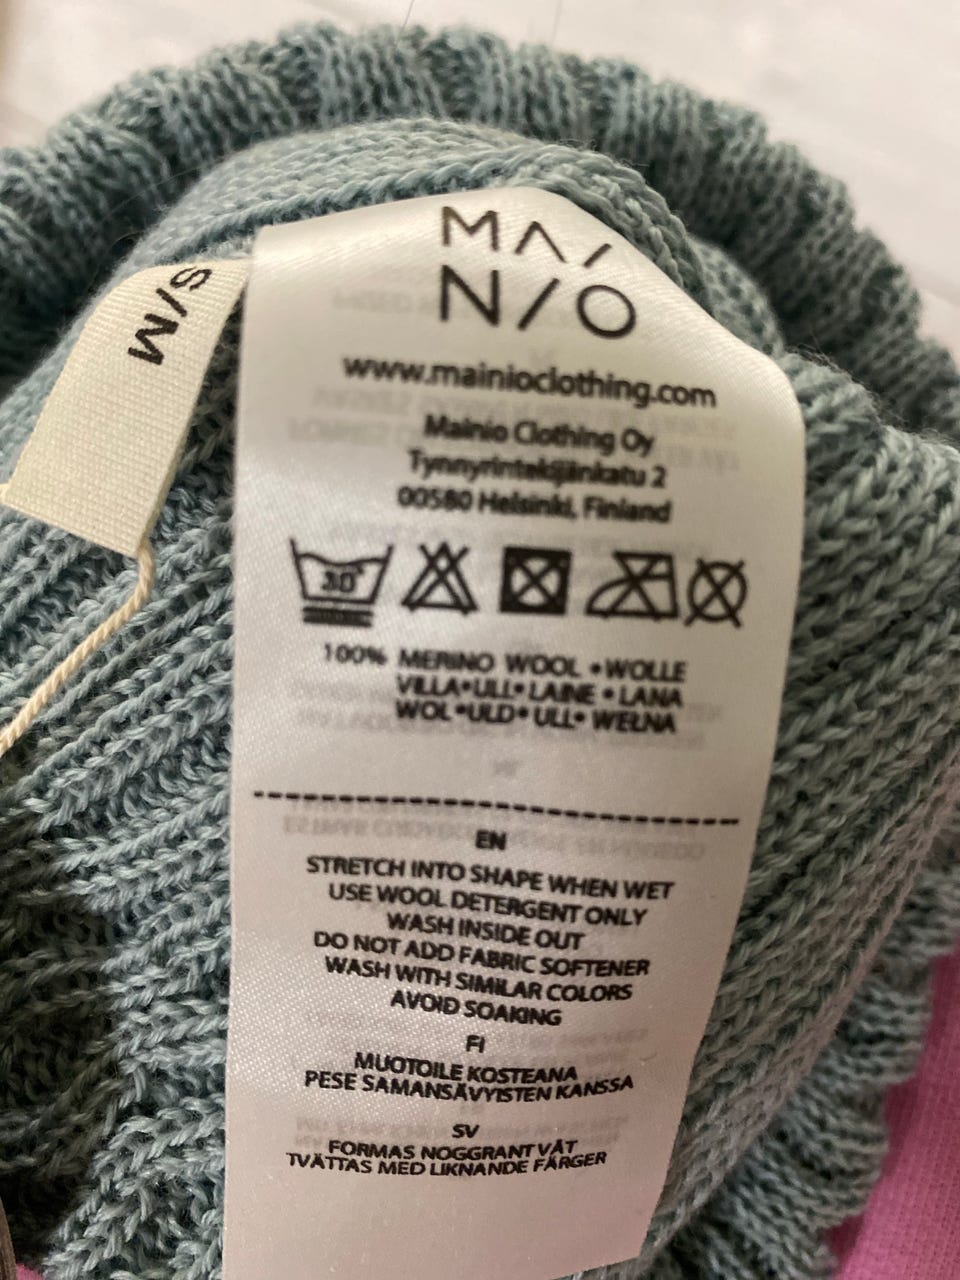 S/M
MAI
NIO
www.mainioclothing.com
Mainio Clothing Oy
Tynnyrintekijänkatu 2
00580 Helsinki, Finland
30°
100% MERINO WOOL •WOLLE
VILLA•ULL• LAINE • LANA
WOL •ULD• ULL• WEŁNA
EN
STRETCH INTO SHAPE WHEN WET
USE WOOL DETERGENT ONLY
WASH INSIDE OUT
DO NOT ADD FABRIC SOFTENER
WASH WITH SIMILAR COLORS
AVOID SOAKING
FI
MUOTOILE KOSTEANA
PESE SAMANSÄVYISTEN KANSSA
SV
FORMAS NOGGRANT VÅT
TVÄTTAS MED LIKNANDE FÄRGER